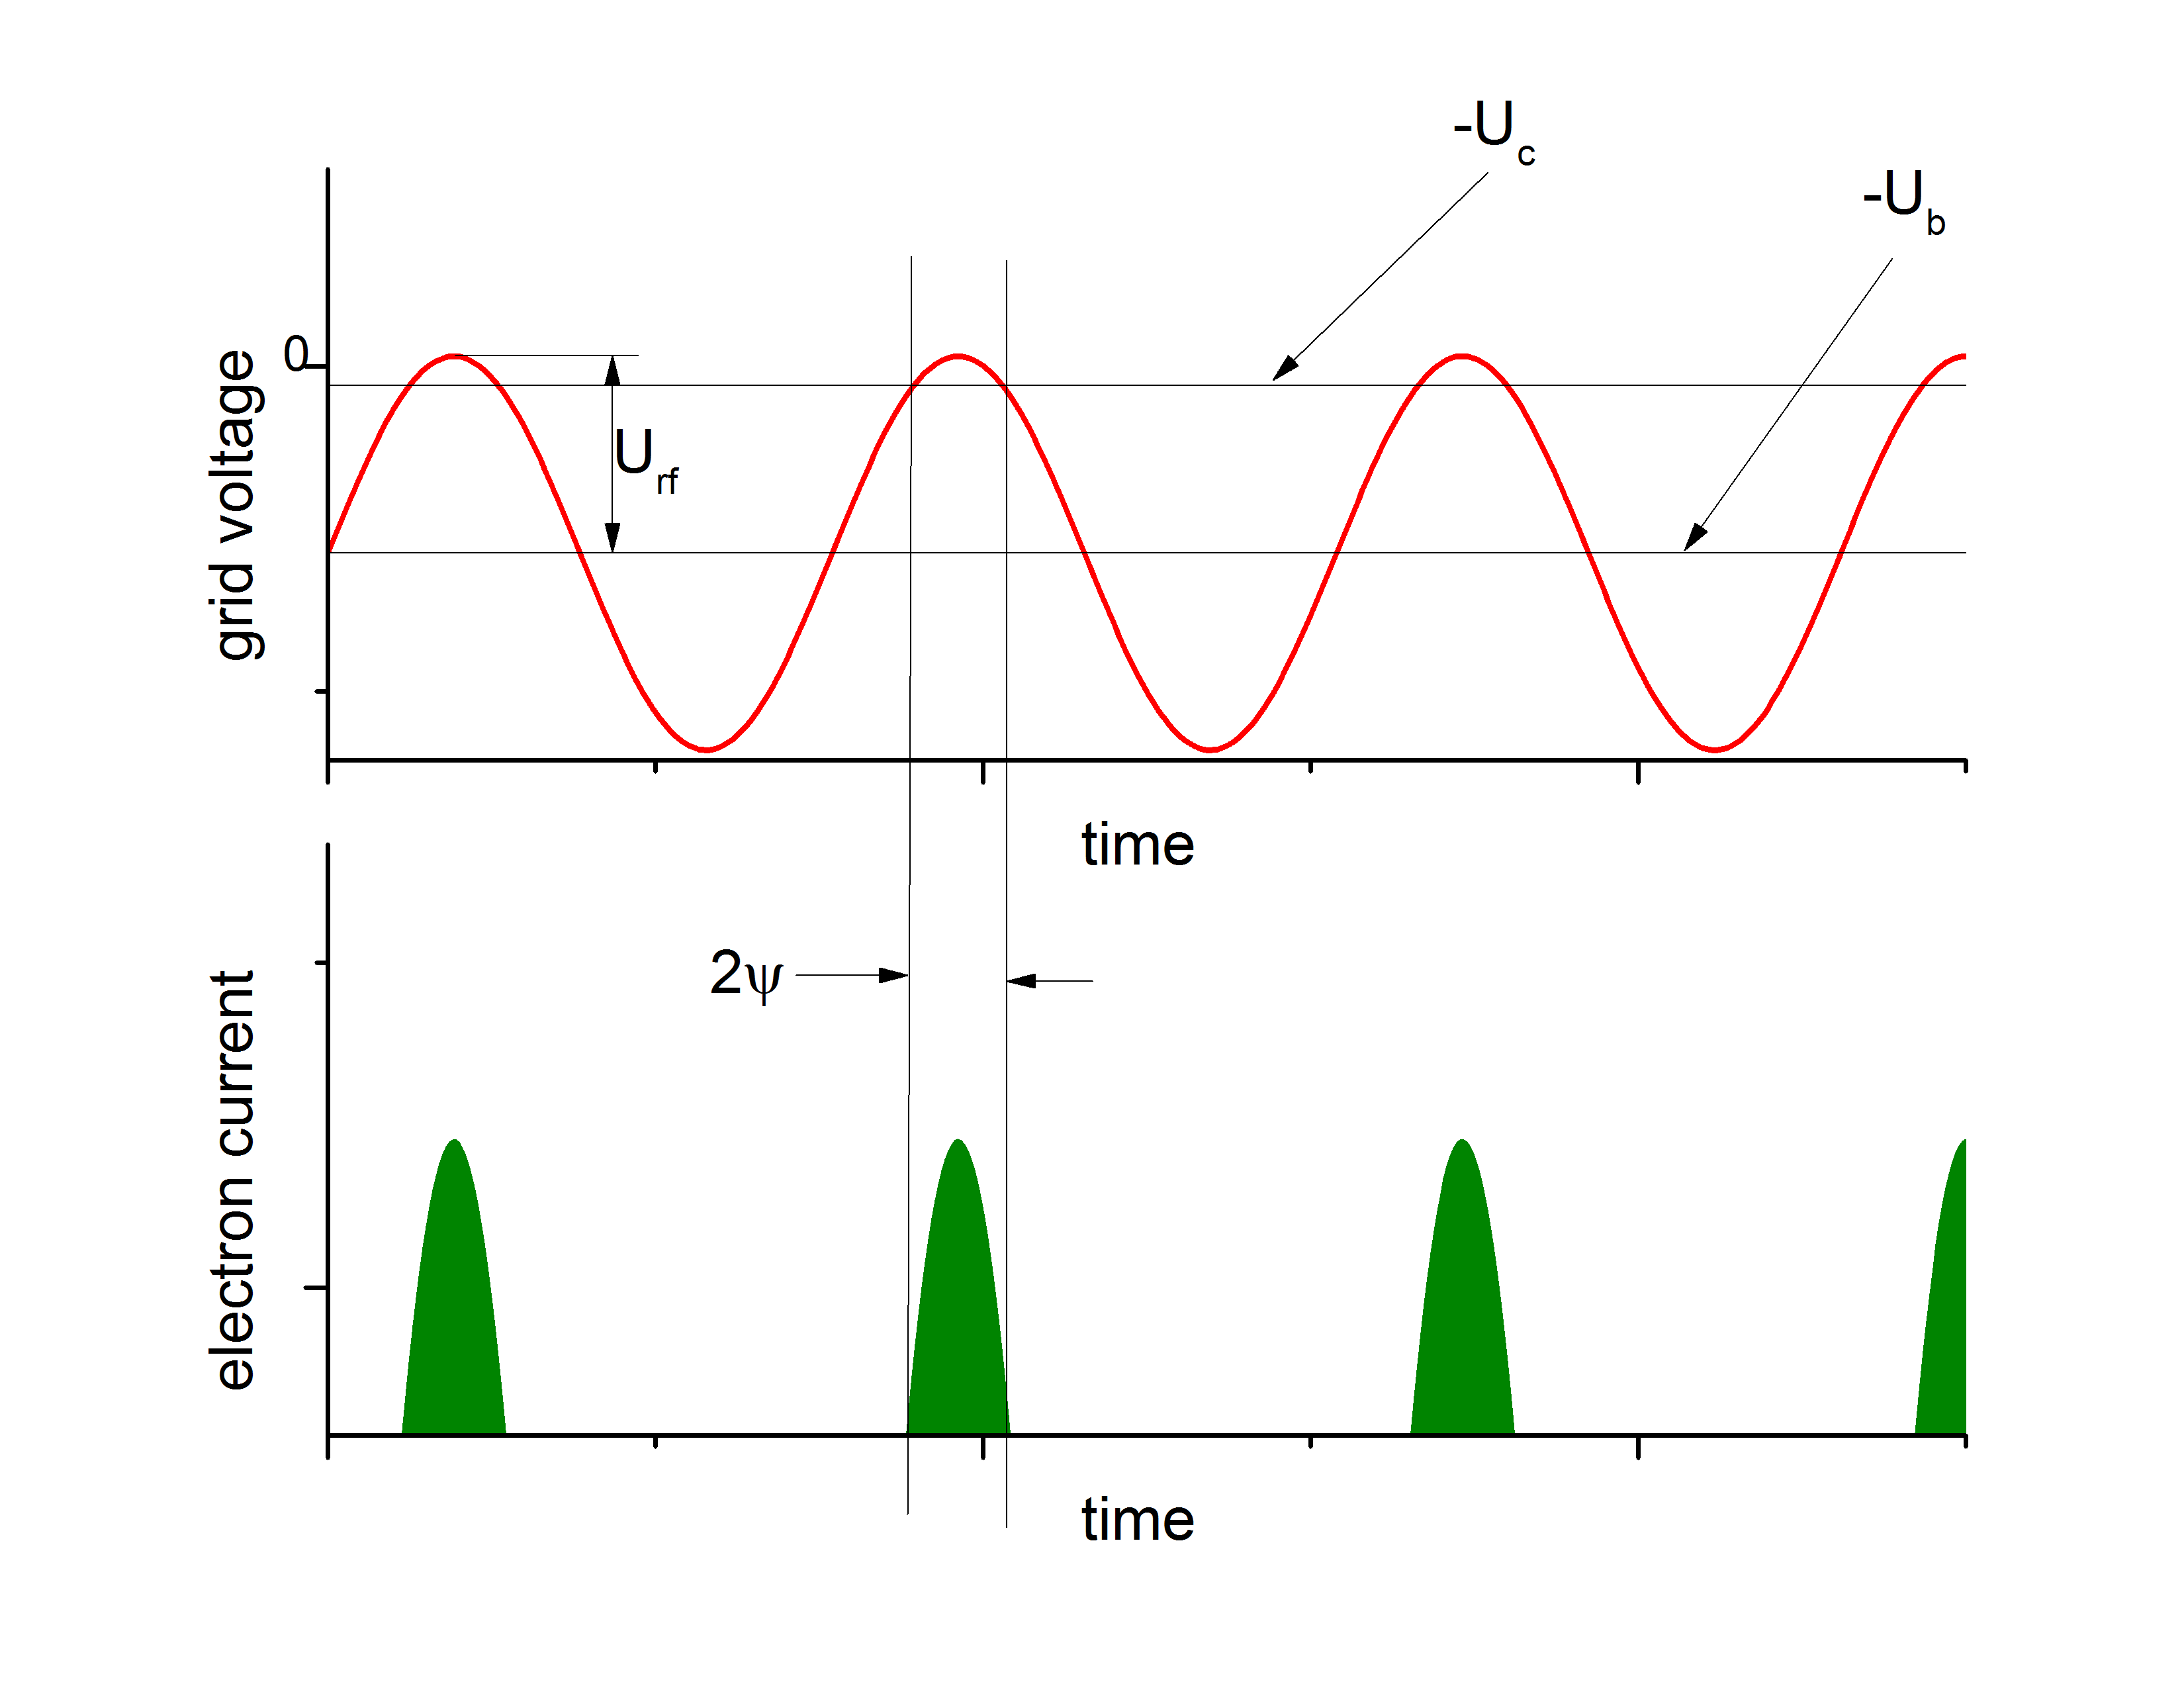 -Uc
-Ub
0
grid voltage
Urf
time
2ψ
electron current
time